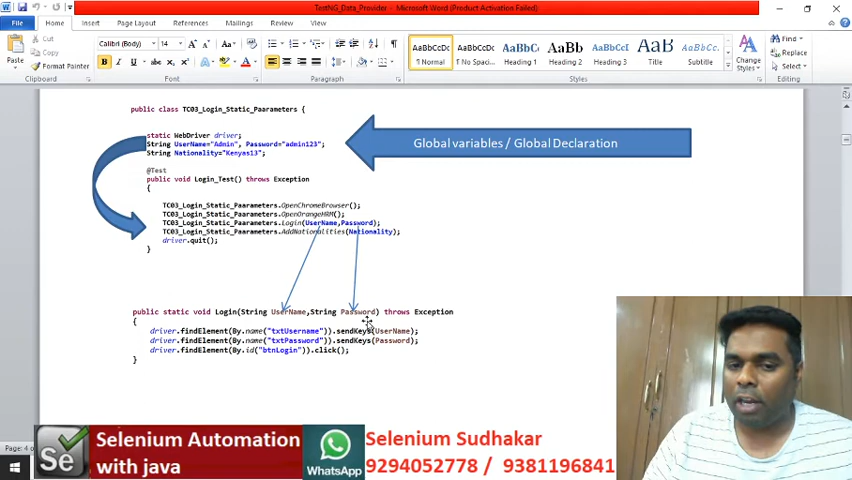 TestNG_Data_Provider - Microsoft Word (Product Activation Failed)
File Home Insert Page Layout References Mailings Review View
Paste
Cut
Copy
Format Painter
Clipboard
Calibri (Body) 14
Font
Paragraph
AaBbCcDc AaBbCcDc AaBbC AaBbCc AaBbC AaB AaBbCc.
¶ Normal ¶ No Spaci... Heading 1 Heading 2 Heading 3 Title Subtitle
Change
Styles
Styles
Find
Replace
Select
Editing
public class TC03_Login_Static_Paarameters {
static WebDriver driver;
String UserName="Admin", Password="admin123";
String Nationality="Kenyas13";
Global variables / Global Declaration
@Test
public void Login_Test() throws Exception
{
TC03_Login_Static_Paarameters.OpenChromeBrowser();
TC03_Login_Static_Paarameters.OpenOrangeHRM();
TC03_Login_Static_Paarameters.Login(UserName,Password);
TC03_Login_Static_Paarameters.AddNationalities(Nationality);
driver.quit();
}
public static void Login(String UserName,String Password) throws Exception
{
driver.findElement(By.name("txtUsername")).sendKeys(UserName);
driver.findElement(By.name("txtPassword")).sendKeys(Password);
driver.findElement(By.id("btnLogin")).click();
}
Se
Selenium Automation
with java
WhatsApp
Selenium Sudhakar
9294052778 / 9381196841